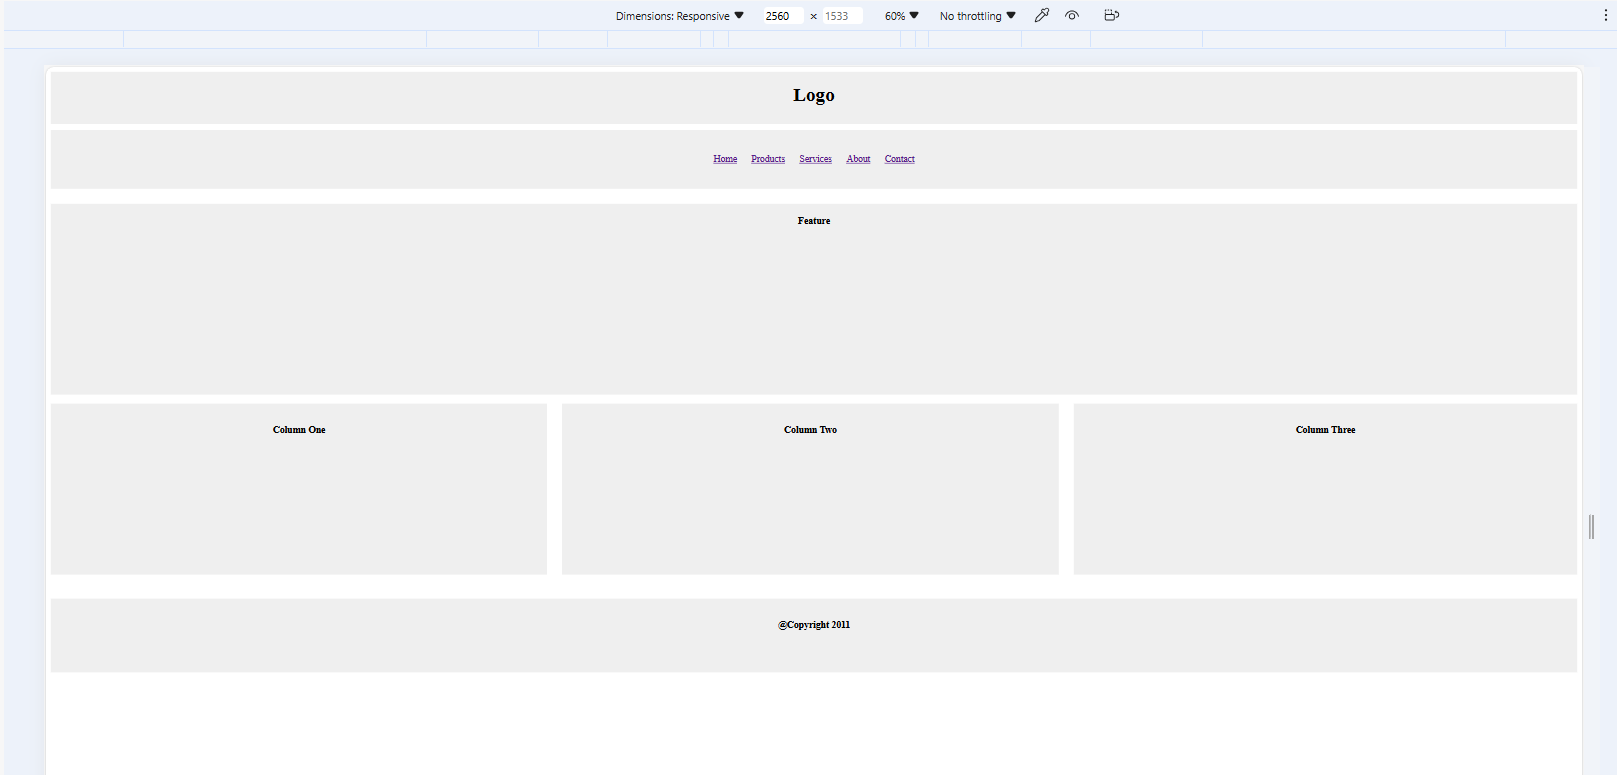 Dimensions: Responsive 2560 × 1533 60% No throttling
Logo
Home Products Services About Contact
Feature
Column One Column Two Column Three
@Copyright 2011